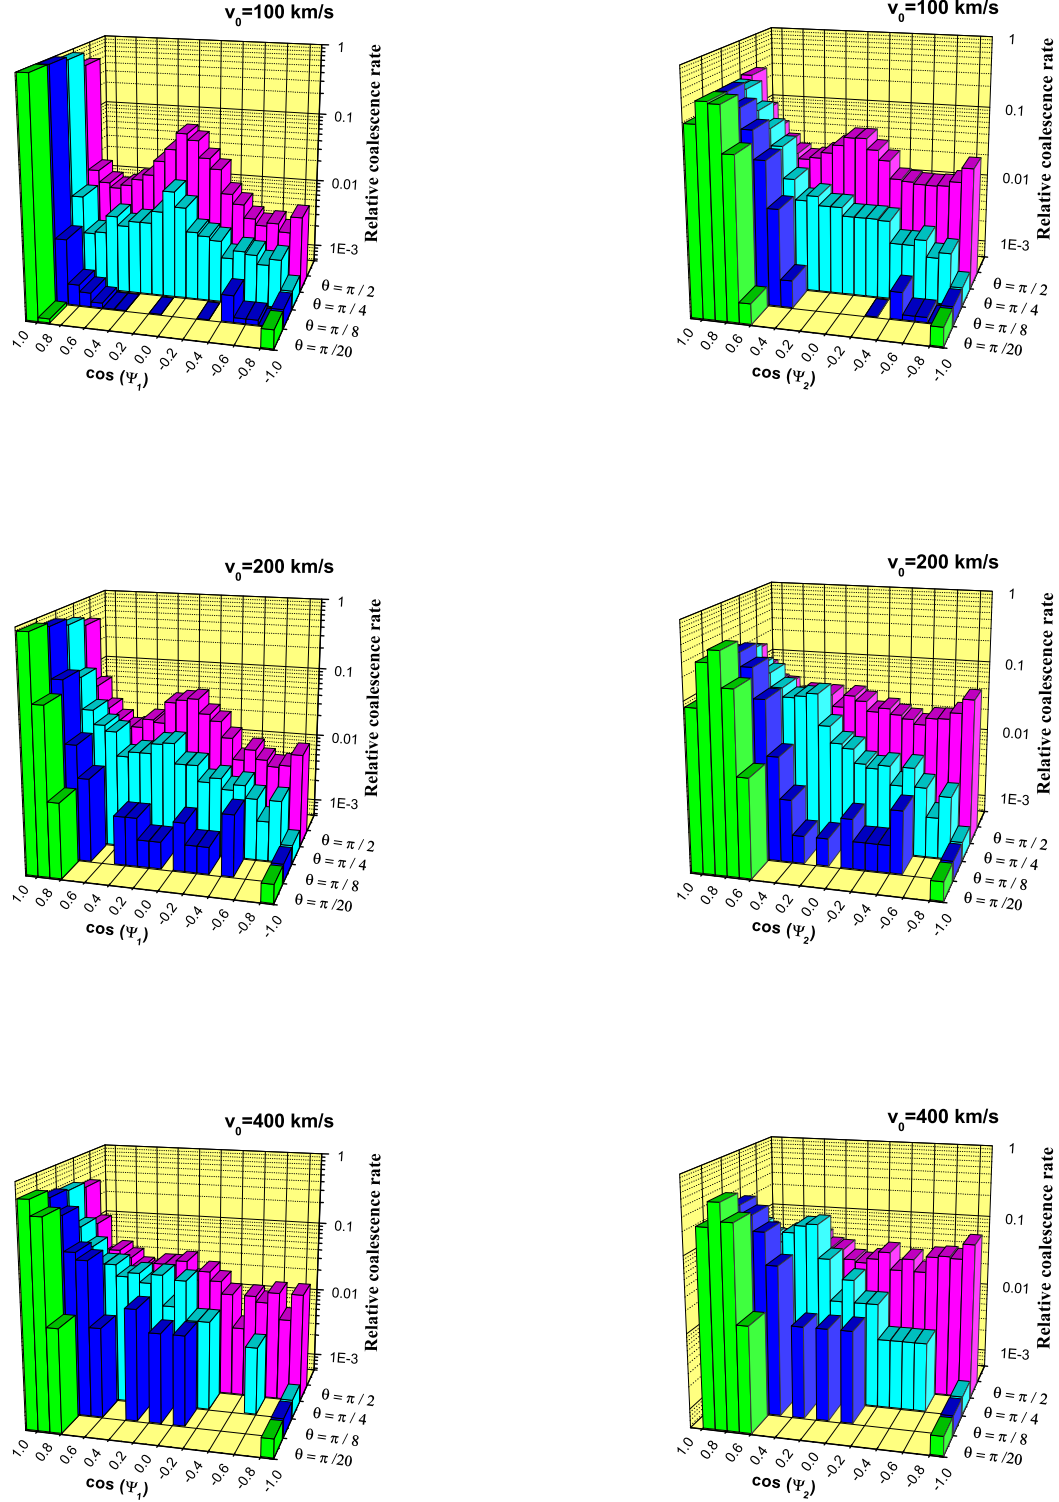 v0=100 km/s
1
0.1
0.01
1E-3
Relative coalescence rate
θ = π / 2
θ = π / 4
θ = π / 8
θ = π /20
1.0 0.8 0.6 0.4 0.2 0.0 -0.2 -0.4 -0.6 -0.8 -1.0
cos (Ψ1)
v0=100 km/s
1
0.1
0.01
1E-3
Relative coalescence rate
θ = π / 2
θ = π / 4
θ = π / 8
θ = π /20
1.0 0.8 0.6 0.4 0.2 0.0 -0.2 -0.4 -0.6 -0.8 -1.0
cos (Ψ2)
v0=200 km/s
1
0.1
0.01
1E-3
Relative coalescence rate
θ = π / 2
θ = π / 4
θ = π / 8
θ = π /20
1.0 0.8 0.6 0.4 0.2 0.0 -0.2 -0.4 -0.6 -0.8 -1.0
cos (Ψ1)
v0=200 km/s
1
0.1
0.01
1E-3
Relative coalescence rate
θ = π / 2
θ = π / 4
θ = π / 8
θ = π /20
1.0 0.8 0.6 0.4 0.2 0.0 -0.2 -0.4 -0.6 -0.8 -1.0
cos (Ψ2)
v0=400 km/s
1
0.1
0.01
1E-3
Relative coalescence rate
θ = π / 2
θ = π / 4
θ = π / 8
θ = π /20
1.0 0.8 0.6 0.4 0.2 0.0 -0.2 -0.4 -0.6 -0.8 -1.0
cos (Ψ1)
v0=400 km/s
1
0.1
0.01
1E-3
Relative coalescence rate
θ = π / 2
θ = π / 4
θ = π / 8
θ = π /20
1.0 0.8 0.6 0.4 0.2 0.0 -0.2 -0.4 -0.6 -0.8 -1.0
cos (Ψ2)